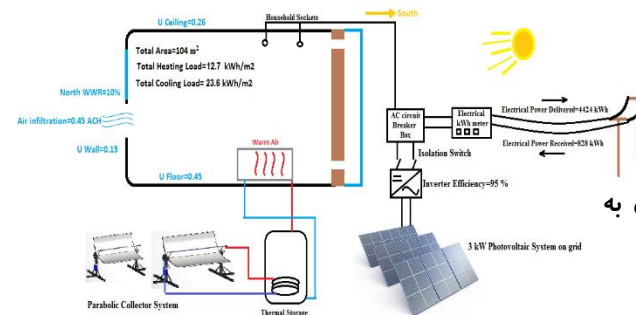 U Ceiling=0.26
Household Sockets
South
Total Area=104 m²
Total Heating Load=12.7 kWh/m2
Total Cooling Load= 23.6 kWh/m2
North WWR=10%
Air infiltration=0.45 ACH
U Wall=0.15
U Floor=0.45
Warm Air
AC circuit
Breaker
Box
Electrical
kWh meter
Electrical Power Delivered=4424 kWh
Electrical Power Received=828 kWh
Isolation Switch
Inverter Efficiency=95 %
به
3 kW Photovoltaic System on grid
Parabolic Collector System
Thermal Storage